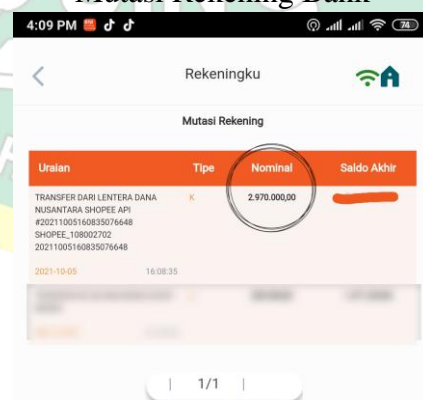 Mutasi Rekening Bank
4:09 PM
74
Rekeningku
Mutasi Rekening
Uraian Tipe Nominal Saldo Akhir
TRANSFER DARI LENTERA DANA K 2.970.000,00
NUSANTARA SHOPEE API
#20211005160835076648
SHOPEE_108002702
20211005160835076648
2021-10-05 16:08:35
| 1/1 |